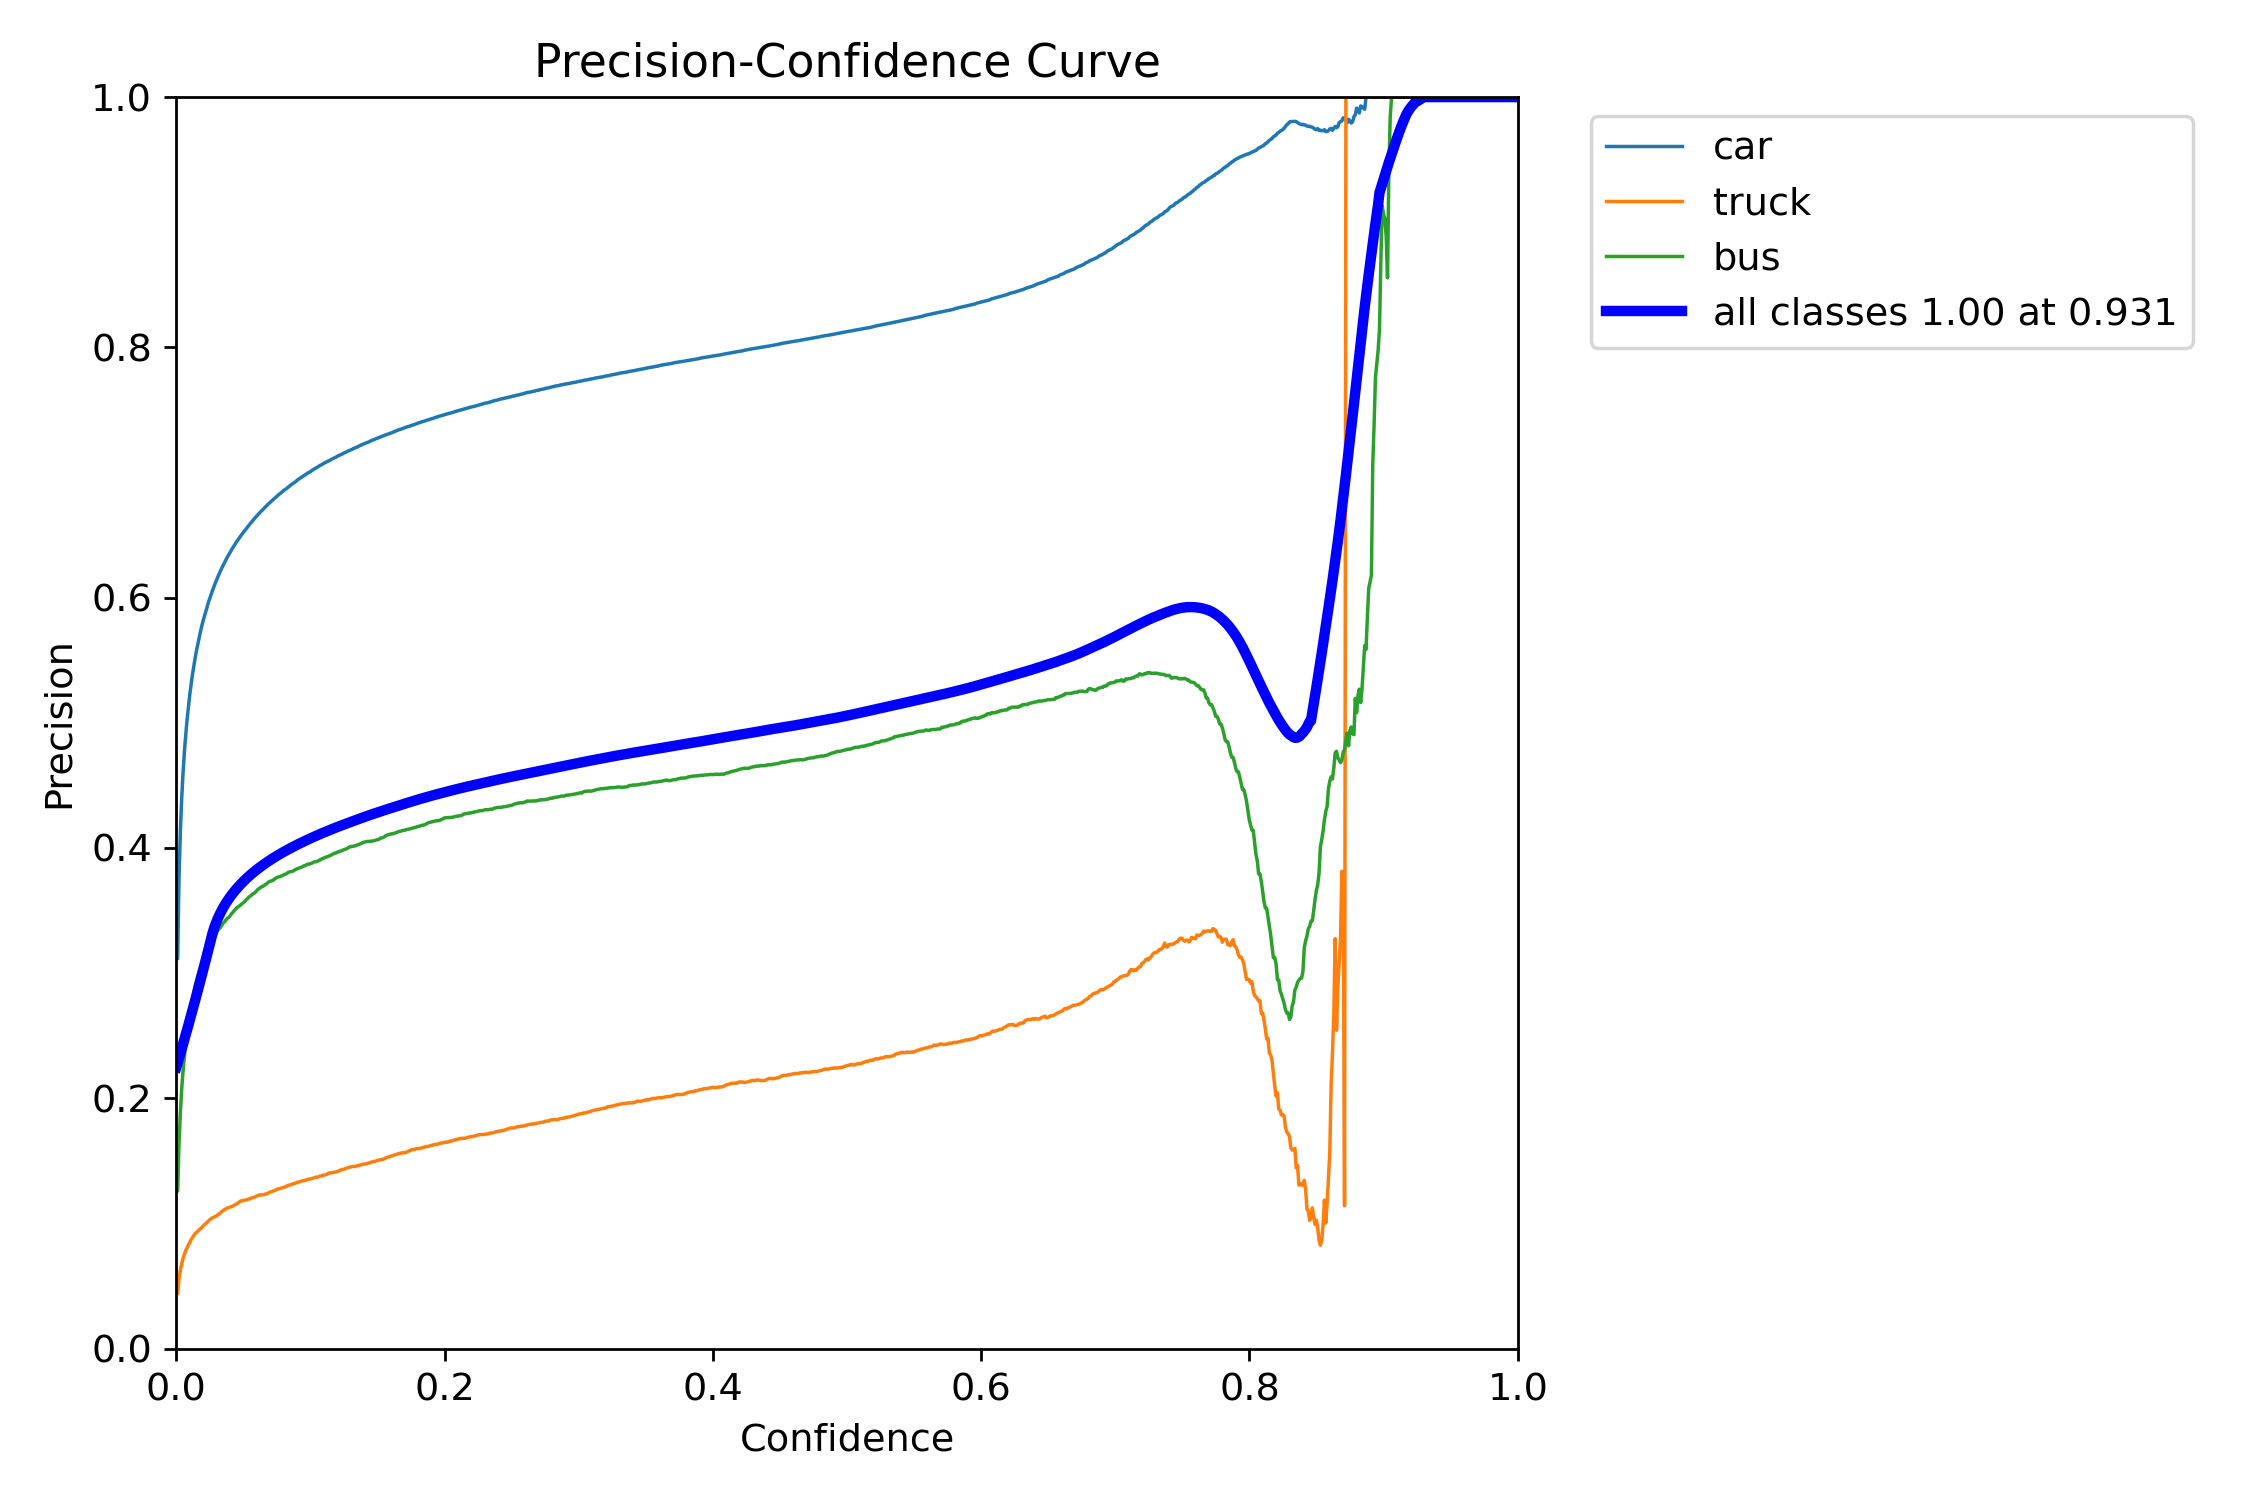 Precision-Confidence Curve
1.0
0.8
0.6
0.4
0.2
0.0
Precision
0.0 0.2 0.4 0.6 0.8 1.0
Confidence
car
truck
bus
all classes 1.00 at 0.931